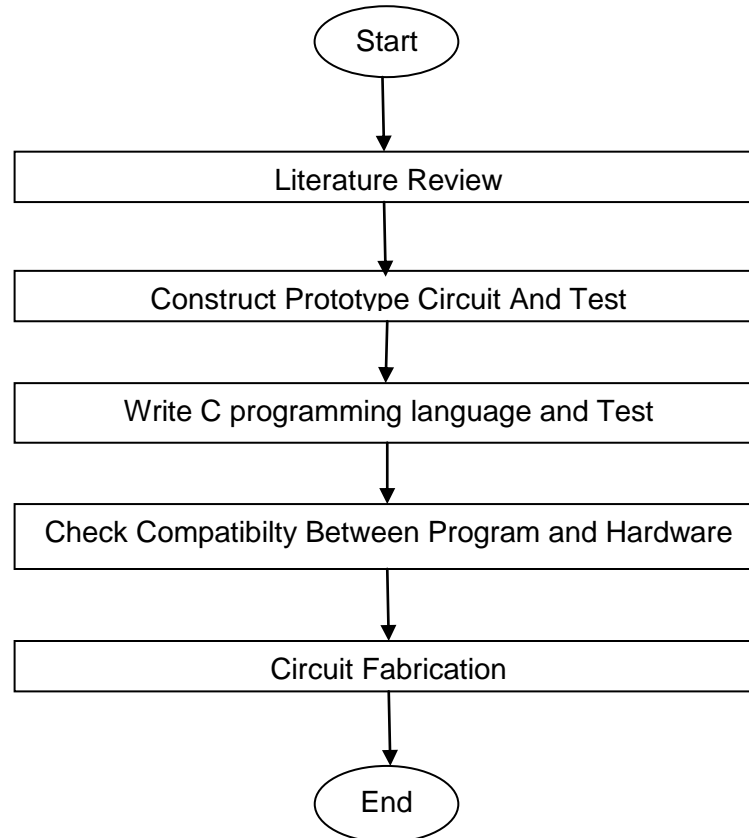 Start
Literature Review
Construct Prototype Circuit And Test
Write C programming language and Test
Check Compatibilty Between Program and Hardware
Circuit Fabrication
End